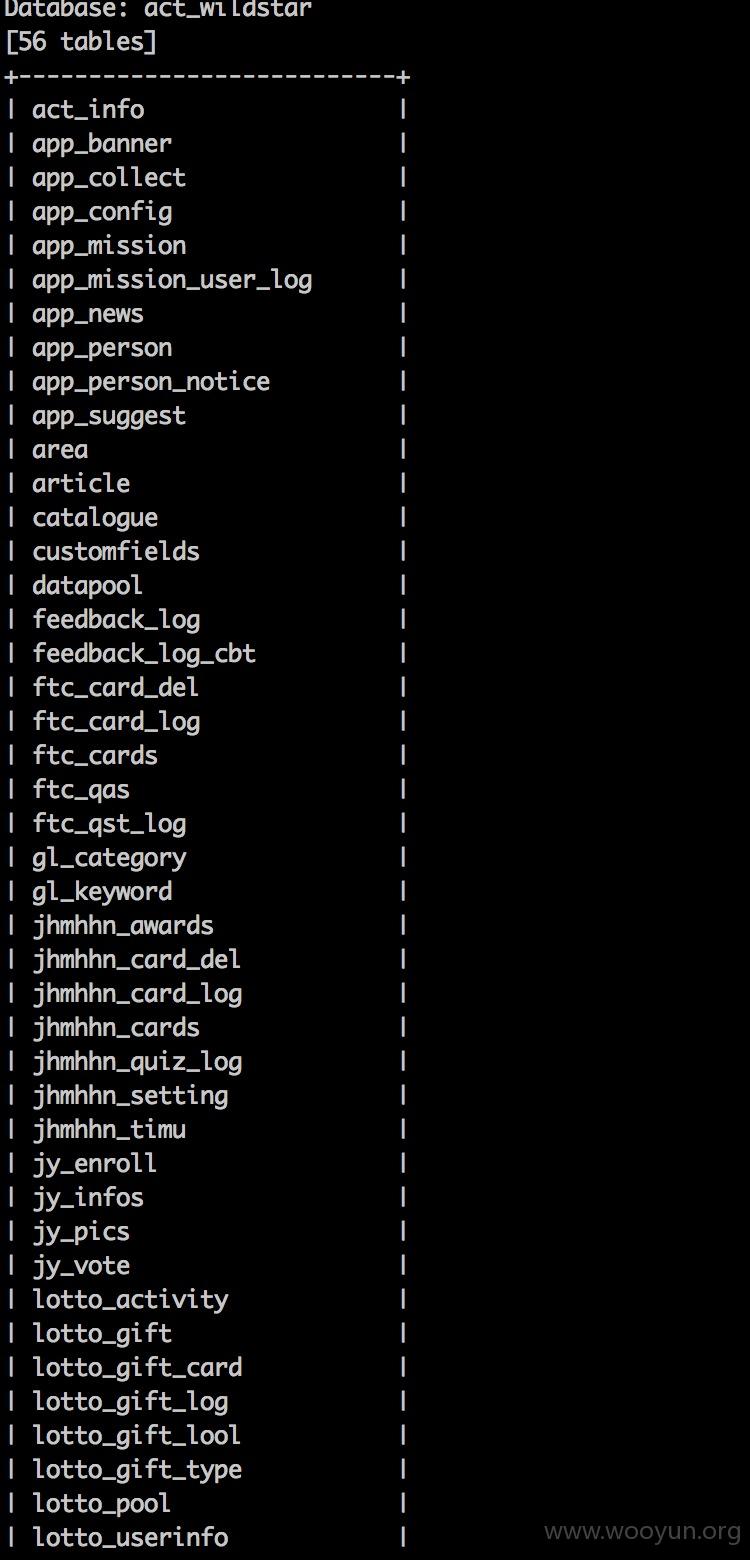 Database: act_wildstar
[56 tables]
+---------------------------+
| act_info |
| app_banner |
| app_collect |
| app_config |
| app_mission |
| app_mission_user_log |
| app_news |
| app_person |
| app_person_notice |
| app_suggest |
| area |
| article |
| catalogue |
| customfields |
| datapool |
| feedback_log |
| feedback_log_cbt |
| ftc_card_del |
| ftc_card_log |
| ftc_cards |
| ftc_qas |
| ftc_qst_log |
| gl_category |
| gl_keyword |
| jhmhhn_awards |
| jhmhhn_card_del |
| jhmhhn_card_log |
| jhmhhn_cards |
| jhmhhn_quiz_log |
| jhmhhn_setting |
| jhmhhn_timu |
| jy_enroll |
| jy_infos |
| jy_pics |
| jy_vote |
| lotto_activity |
| lotto_gift |
| lotto_gift_card |
| lotto_gift_log |
| lotto_gift_lool |
| lotto_gift_type |
| lotto_pool |
| lotto_userinfo |
www.wooyun.org